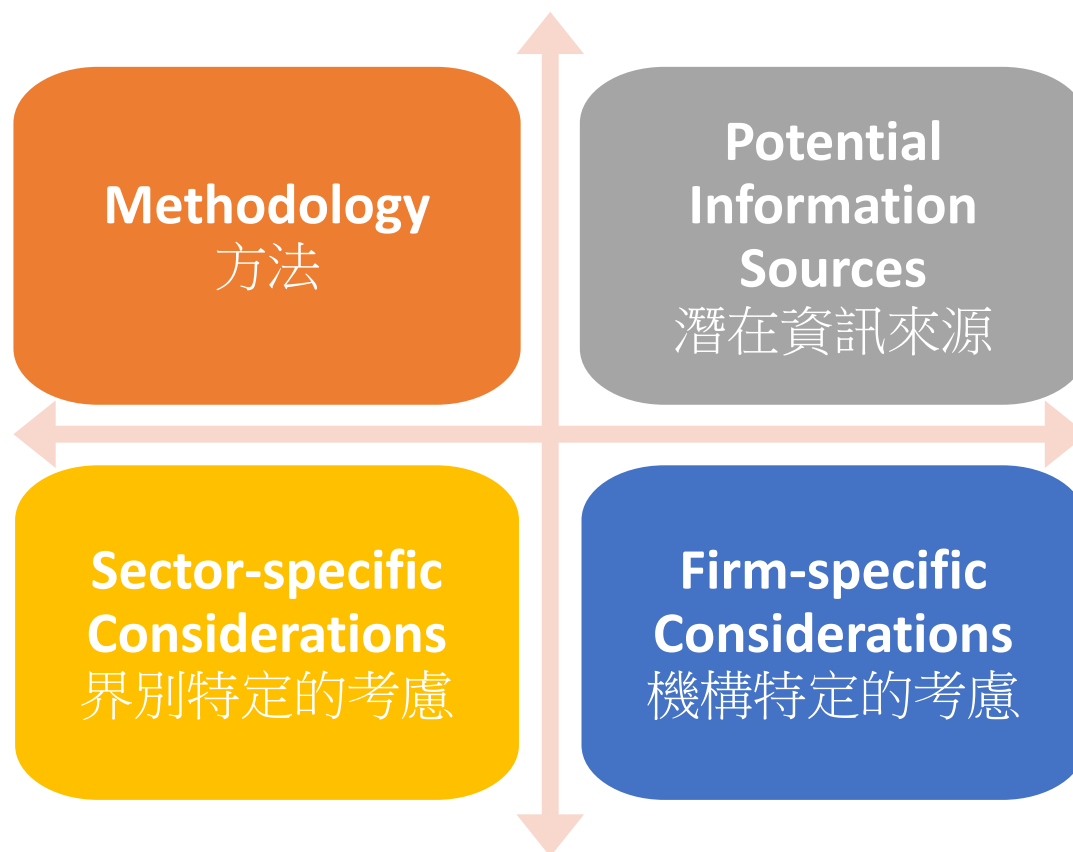 Methodology
方法
Potential
Information
Sources
潛在資訊來源
Sector-specific
Considerations
界別特定的考慮
Firm-specific
Considerations
機構特定的考慮